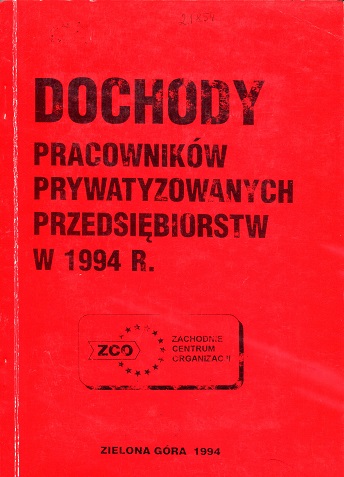 DOCHODY
PRACOWNIKÓW
PRYWATYZOWANYCH
PRZEDSIĘBIORSTW
W 1994 R.
ZCO
ZACHODNIE
CENTRUM
ORGANIZACJI
ZIELONA GÓRA 1994